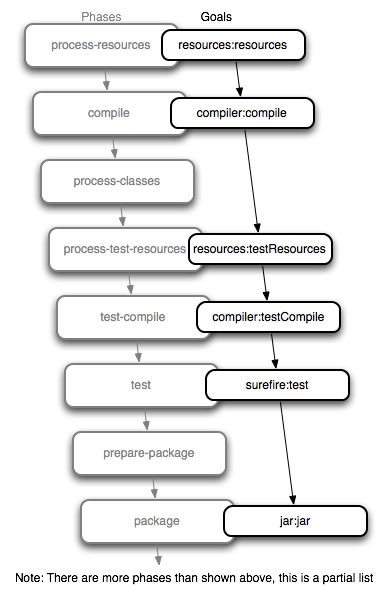 Phases Goals
process-resources resources:resources
compile compiler:compile
process-classes
process-test-resources resources:testResources
test-compile compiler:testCompile
test surefire:test
prepare-package
package jar:jar
Note: There are more phases than shown above, this is a partial list